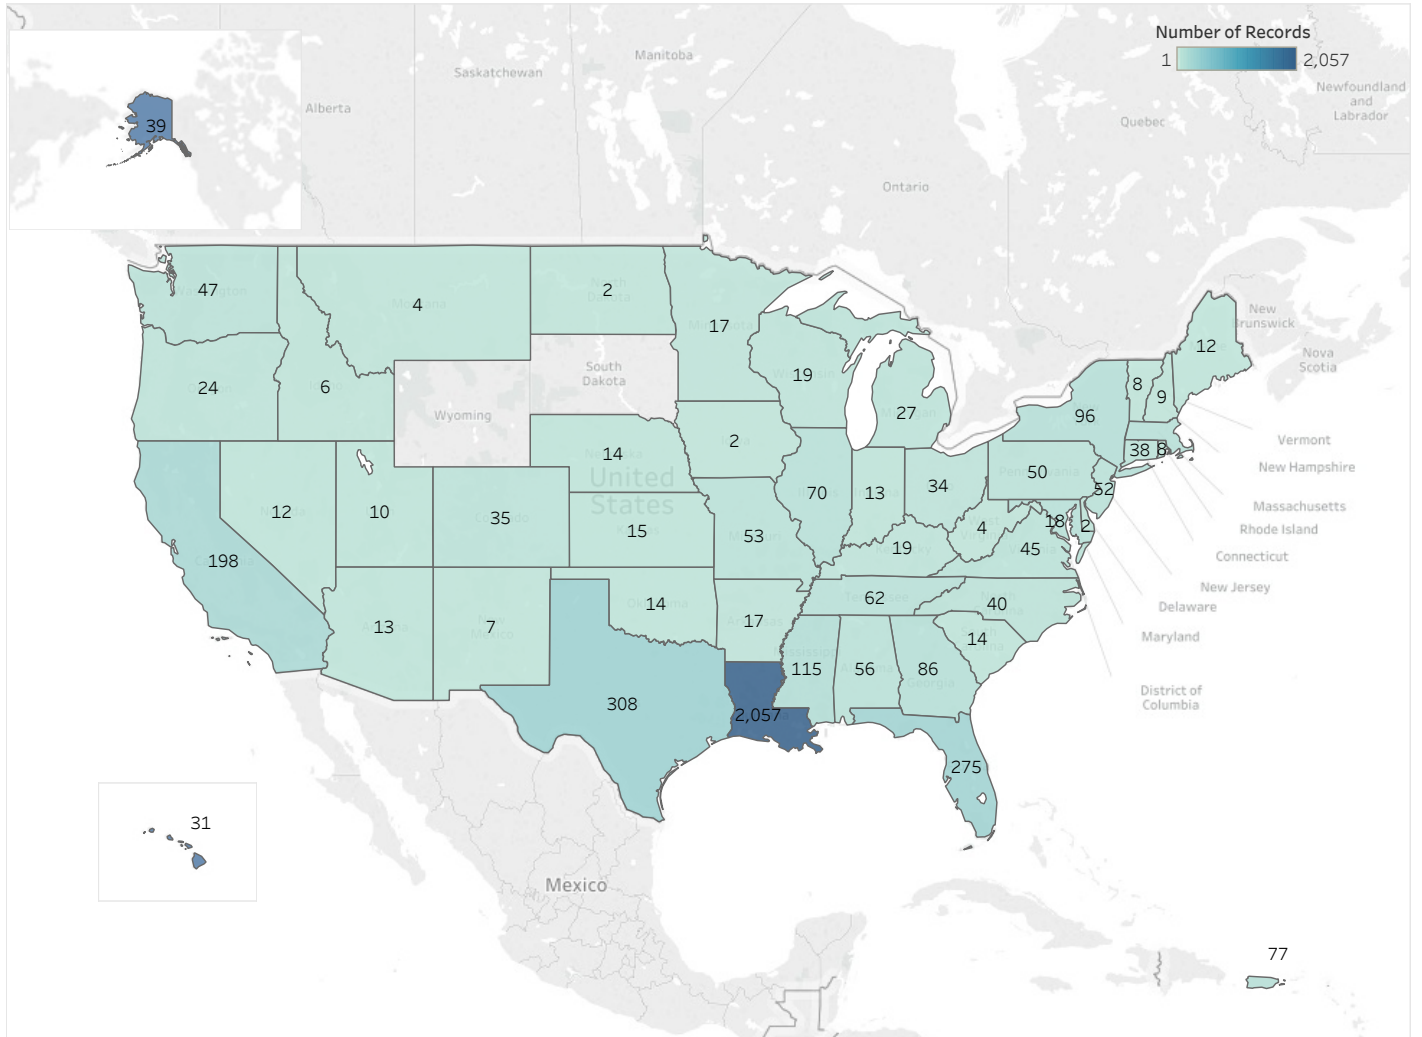 Number of Records
1
2,057
Manitoba
Saskatchewan
Alberta
Newfoundland
and
Labrador
Quebec
Ontario
39
47
4
2
17
New
Brunswick
Nova
Scotia
12
24
6
Wyoming
South
Dakota
19
27
8
9
96
Vermont
New Hampshire
Massachusetts
Rhode Island
Connecticut
New Jersey
Delaware
Maryland
District of
Columbia
14
2
38
8
50
52
United
States
12
10
35
15
53
70
13
34
4
18
2
45
198
19
62
40
13
7
14
17
14
115
56
86
308
2,057
275
31
Mexico
77